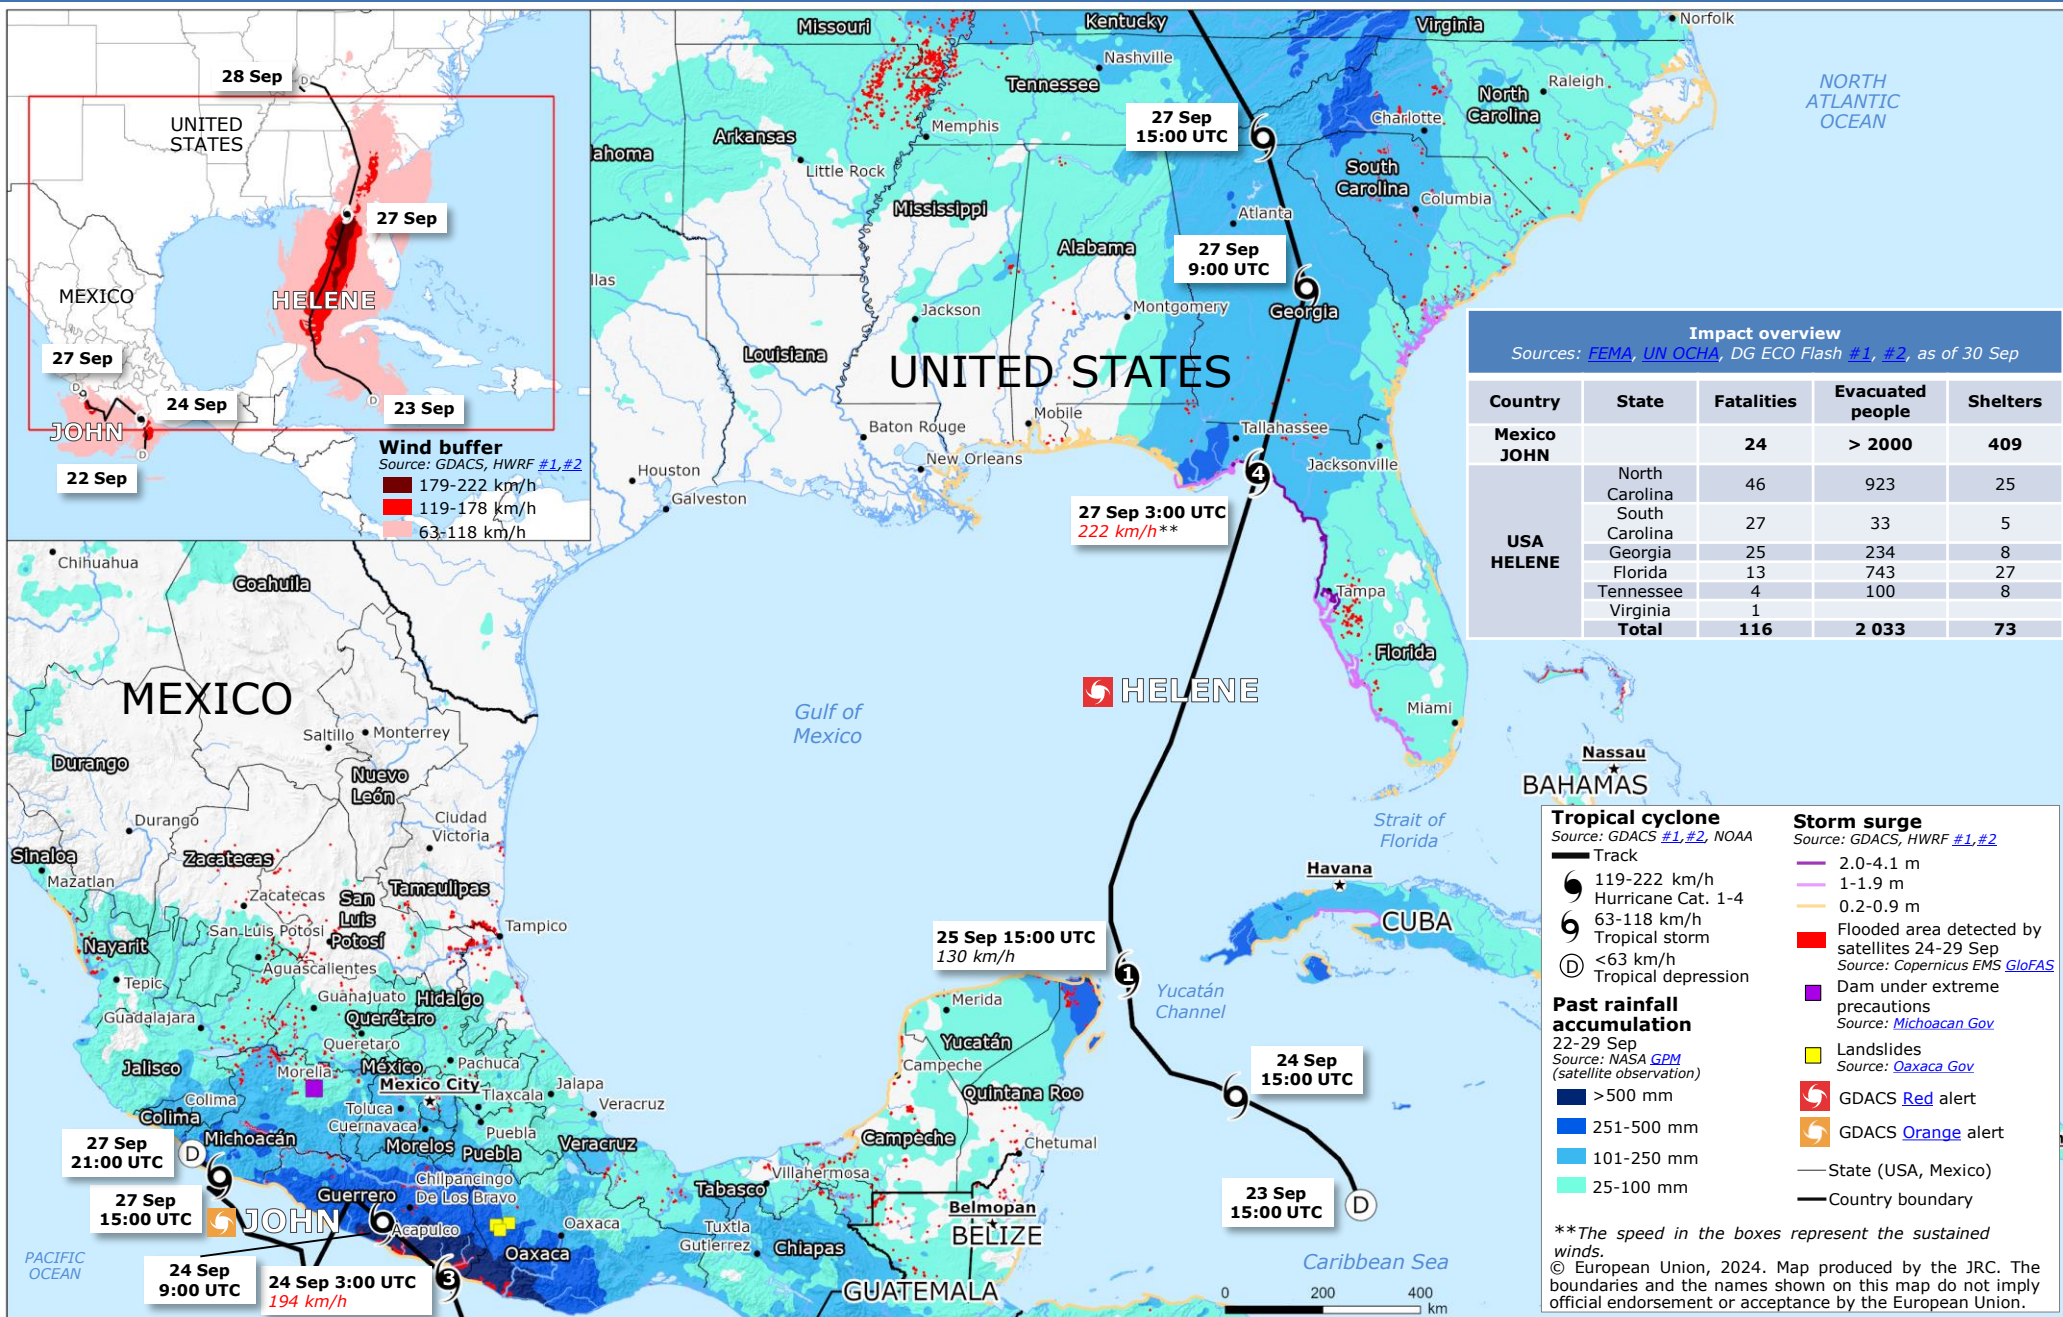 28 Sep
UNITED
STATES
27 Sep
MEXICO
HELENE
27 Sep
24 Sep
23 Sep
JOHN
22 Sep
D
D
D
D
Wind buffer
Source: GDACS, HWRF #1,#2
179-222 km/h
119-178 km/h
63-118 km/h
Missouri
Kentucky
Virginia
Norfolk
Nashville
Tennessee
Raleigh
North
Carolina
NORTH
ATLANTIC
OCEAN
27 Sep
15:00 UTC
Charlotte
Arkansas
Memphis
lahoma
Little Rock
South
Carolina
Columbia
Mississippi
Atlanta
Alabama
27 Sep
9:00 UTC
llas
Jackson
Montgomery
Georgia
Louisiana
UNITED STATES
Mobile
Baton Rouge
Tallahassee
New Orleans
Jacksonville
Houston
Galveston
4
27 Sep 3:00 UTC
222 km/h**
Tampa
Florida
Miami
HELENE
Gulf of
Mexico
Impact overview
Sources: FEMA, UN OCHA, DG ECO Flash #1, #2, as of 30 Sep
Country State Fatalities Evacuated people Shelters
Mexico JOHN 24 > 2000 409
USA HELENE
North Carolina 46 923 25
South Carolina 27 33 5
Georgia 25 234 8
Florida 13 743 27
Tennessee 4 100 8
Virginia 1
Total 116 2 033 73
Chihuahua
Coahuila
MEXICO
Saltillo
Monterrey
Durango
Nuevo
León
Durango
Ciudad
Victoria
Sinaloa
Mazatlan
Zacatecas
Zacatecas
San
Luis
Potosí
Tamaulipas
San Luis Potosi
Tampico
Nayarit
Aguascalientes
Tepic
Guanajuato
Hidalgo
Guadalajara
Querétaro
Queretaro
Jalisco
Morelia
México
Pachuca
Mexico City
Tlaxcala
Jalapa
Colima
Toluca
Veracruz
Colima
Cuernavaca
Puebla
Michoacán
Morelos
Puebla
Veracruz
27 Sep
21:00 UTC
D
27 Sep
15:00 UTC
JOHN
Guerrero
Chilpancingo
De Los Bravo
Acapulco
Oaxaca
Oaxaca
PACIFIC
OCEAN
24 Sep
9:00 UTC
24 Sep 3:00 UTC
194 km/h
3
Tabasco
Villahermosa
Tuxtla
Gutierrez
Chiapas
GUATEMALA
Belmopan
BELIZE
Chetumal
Campeche
Campeche
Quintana Roo
Yucatán
Merida
25 Sep 15:00 UTC
130 km/h
1
Yucatán
Channel
24 Sep
15:00 UTC
23 Sep
15:00 UTC
D
Caribbean Sea
0 200 400
km
Strait of
Florida
Havana
CUBA
Nassau
BAHAMAS
Tropical cyclone
Source: GDACS #1,#2, NOAA
Track
119-222 km/h
Hurricane Cat. 1-4
63-118 km/h
Tropical storm
D
<63 km/h
Tropical depression
Past rainfall
accumulation
22-29 Sep
Source: NASA GPM
(satellite observation)
>500 mm
251-500 mm
101-250 mm
25-100 mm
Storm surge
Source: GDACS, HWRF #1,#2
2.0-4.1 m
1-1.9 m
0.2-0.9 m
Flooded area detected by
satellites 24-29 Sep
Source: Copernicus EMS GloFAS
Dam under extreme
precautions
Source: Michoacan Gov
Landslides
Source: Oaxaca Gov
GDACS Red alert
GDACS Orange alert
State (USA, Mexico)
Country boundary
**The speed in the boxes represent the sustained
winds.
© European Union, 2024. Map produced by the JRC. The
boundaries and the names shown on this map do not imply
official endorsement or acceptance by the European Union.